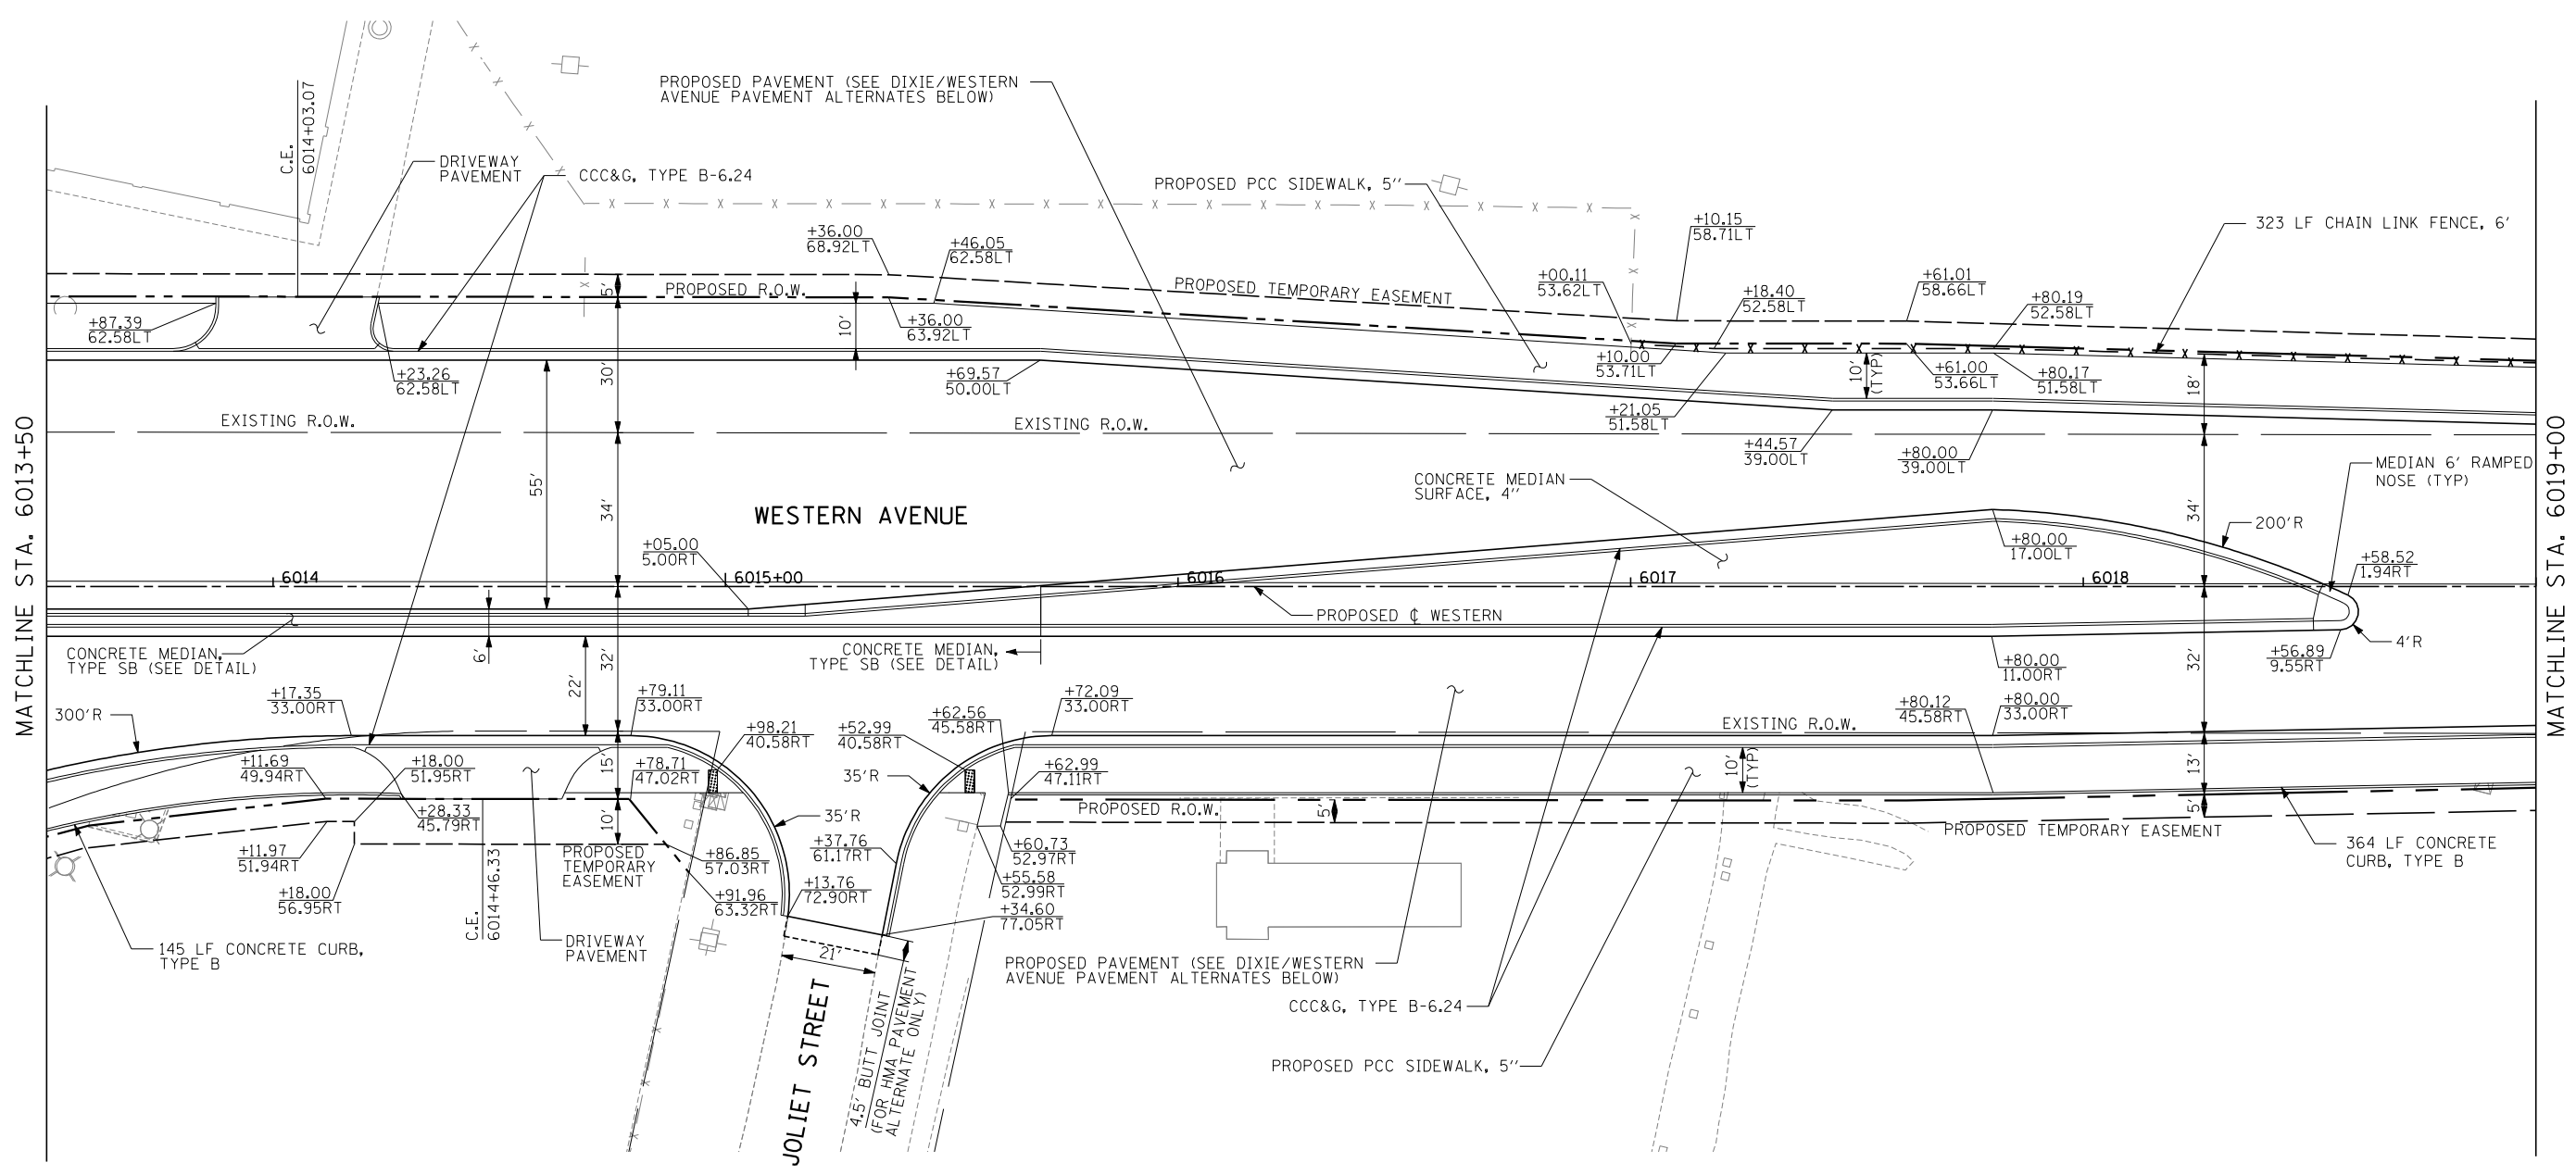 C.E.
6014+03.07
DRIVEWAY
PAVEMENT
CCC&G, TYPE B-6.24
PROPOSED PAVEMENT (SEE DIXIE/WESTERN
AVENUE PAVEMENT ALTERNATES BELOW)
PROPOSED PCC SIDEWALK, 5''
323 LF CHAIN LINK FENCE, 6'
+36.00
68.92LT
+46.05
62.58LT
+10.15
58.71LT
+00.11
53.62LT
+18.40
52.58LT
+61.01
58.66LT
+80.19
52.58LT
PROPOSED R.O.W.
PROPOSED TEMPORARY EASEMENT
5'
+87.39
62.58LT
10'
+36.00
63.92LT
+23.26
62.58LT
30'
+69.57
50.00LT
+10.00
53.71LT
10'
(TYP)
+61.00
53.66LT
+80.17
51.58LT
18'
+21.05
51.58LT
+44.57
39.00LT
+80.00
39.00LT
EXISTING R.O.W.
EXISTING R.O.W.
MATCHLINE STA. 6013+50
MATCHLINE STA. 6019+00
55'
34'
WESTERN AVENUE
CONCRETE MEDIAN
SURFACE, 4''
34'
MEDIAN 6' RAMPED
NOSE (TYP)
200'R
+80.00
17.00LT
+58.52
1.94RT
+05.00
5.00RT
6014
6015+00
6016
6017
6018
PROPOSED ℄ WESTERN
CONCRETE MEDIAN,
TYPE SB (SEE DETAIL)
6'
32'
CONCRETE MEDIAN,
TYPE SB (SEE DETAIL)
4'R
+56.89
9.55RT
+80.00
11.00RT
32'
22'
+17.35
33.00RT
300'R
+79.11
33.00RT
+98.21
40.58RT
+52.99
40.58RT
+62.56
45.58RT
+72.09
33.00RT
EXISTING R.O.W.
+80.12
45.58RT
+80.00
33.00RT
+11.69
49.94RT
+18.00
51.95RT
15'
+78.71
47.02RT
35'R
+62.99
47.11RT
10'
(TYP)
13'
PROPOSED R.O.W.
5'
5'
PROPOSED TEMPORARY EASEMENT
+28.33
45.79RT
10'
35'R
+11.97
51.94RT
PROPOSED
TEMPORARY
EASEMENT
+86.85
57.03RT
+37.76
61.17RT
+60.73
52.97RT
364 LF CONCRETE
CURB, TYPE B
+18.00
56.95RT
+91.96
63.32RT
+13.76
72.90RT
+55.58
52.99RT
+34.60
77.05RT
C.E.
6014+46.33
145 LF CONCRETE CURB,
TYPE B
DRIVEWAY
PAVEMENT
21'
PROPOSED PAVEMENT (SEE DIXIE/WESTERN
AVENUE PAVEMENT ALTERNATES BELOW)
CCC&G, TYPE B-6.24
PROPOSED PCC SIDEWALK, 5''
JOLIET STREET
4.5' BUTT JOINT
(FOR HMA PAVEMENT
ALTERNATE ONLY)